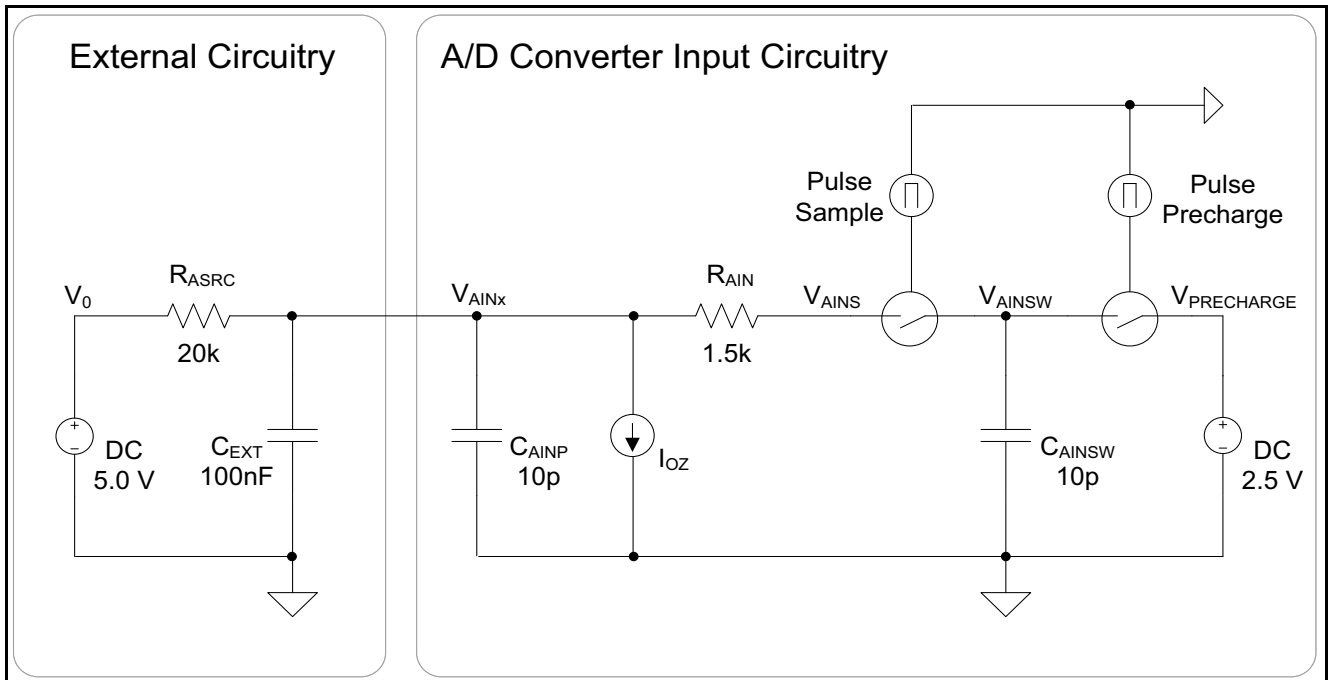 External Circuitry
A/D Converter Input Circuitry
Pulse
Sample
Pulse
Precharge
V0
RASRC
20k
VAINx
RAIN
1.5k
VAINS
VAINSW
VPRECHARGE
+
–
DC
5.0 V
CEXT
100nF
CAINP
10p
IOZ
CAINSW
10p
+
–
DC
2.5 V